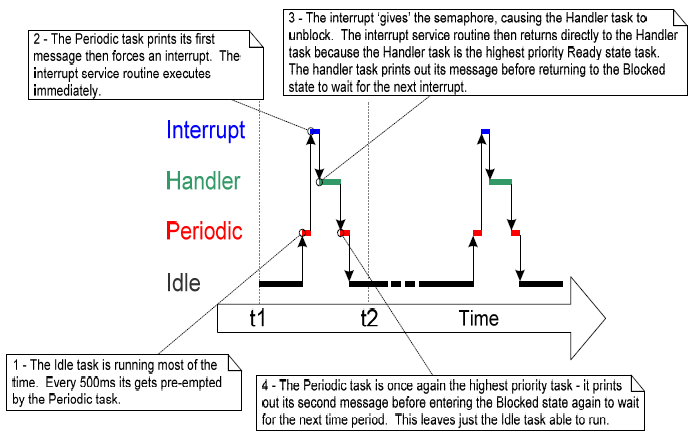 2 - The Periodic task prints its first
message then forces an interrupt.  The
interrupt service routine executes
immediately.
3 - The interrupt ‘gives’ the semaphore, causing the Handler task to
unblock.  The interrupt service routine then returns directly to the Handler
task because the Handler task is the highest priority Ready state task.
The handler task prints out its message before returning to the Blocked
state to wait for the next interrupt.
Interrupt
Handler
Periodic
Idle
t1
t2
Time
1 - The Idle task is running most of the
time.  Every 500ms its gets pre-empted
by the Periodic task.
4 - The Periodic task is once again the highest priority task - it prints
out its second message before entering the Blocked state again to wait
for the next time period.  This leaves just the Idle task able to run.